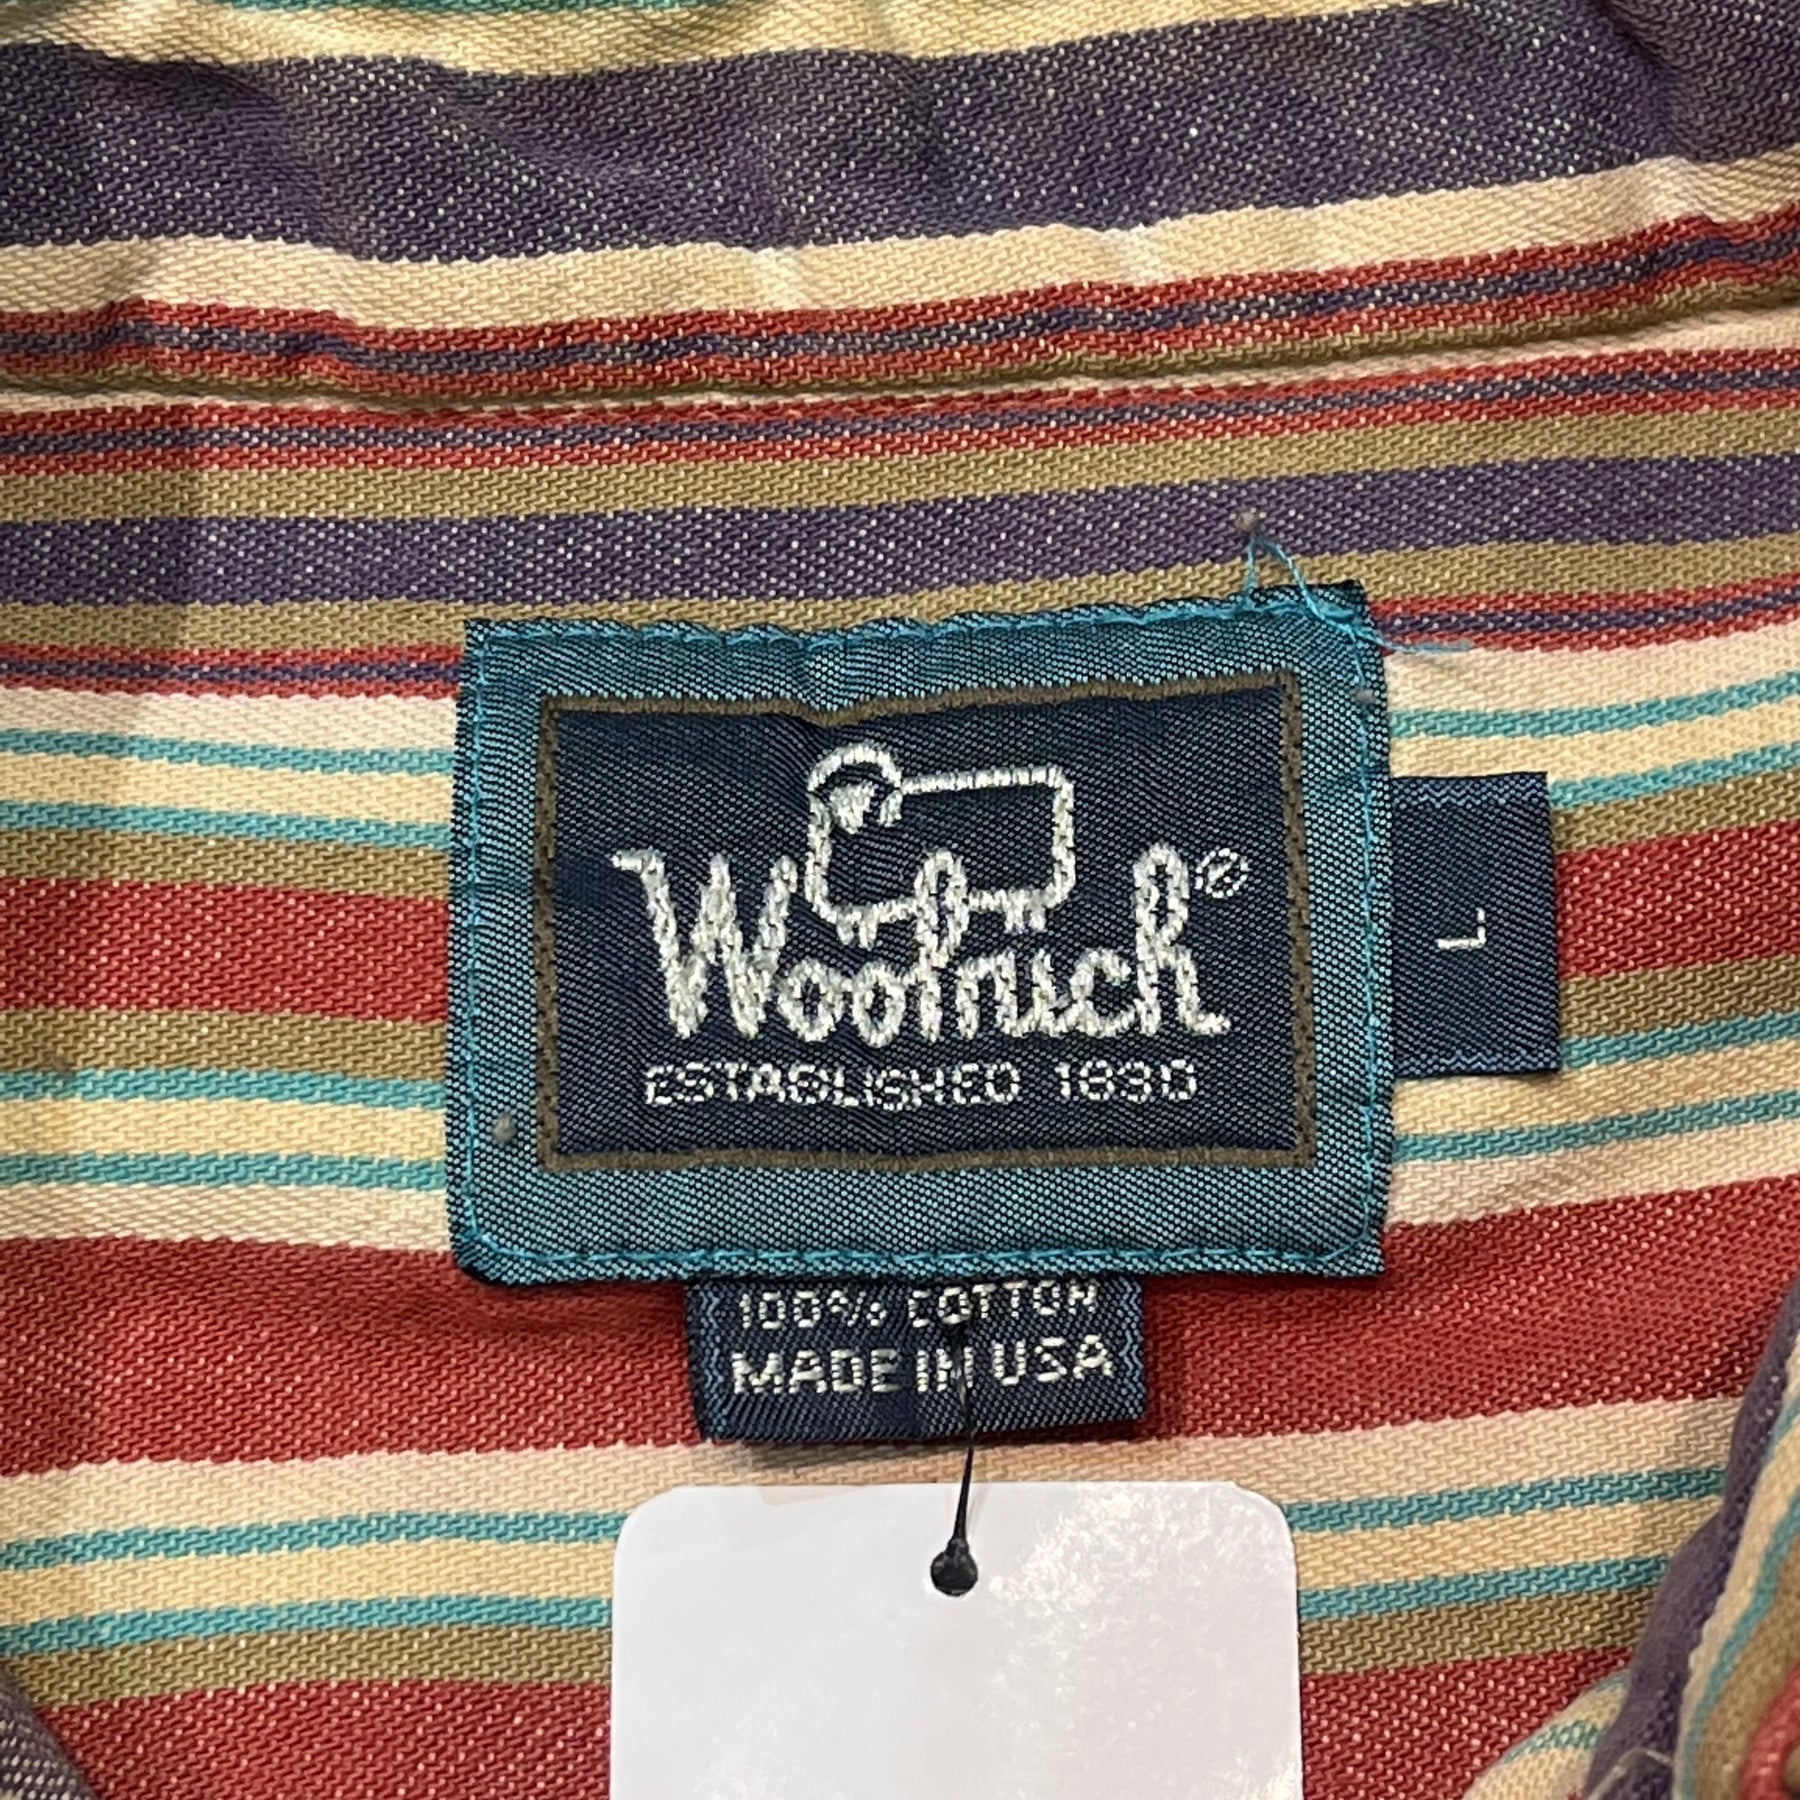 Woolrich®
ESTABLISHED 1830
L
100% COTTON
MADE IN USA